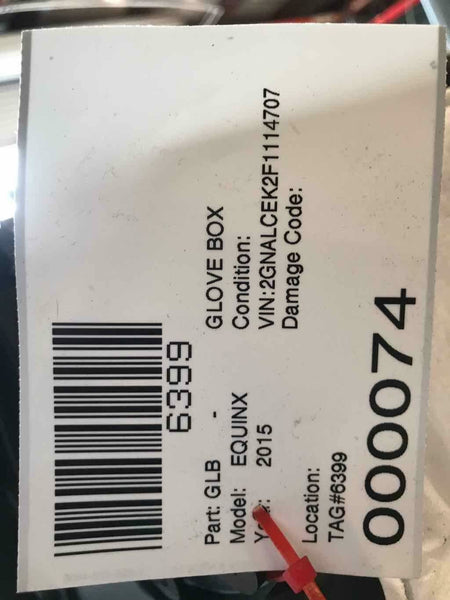 6399
Part: GLB - GLOVE BOX
Model: EQUINX Condition:
2015 VIN:2GNALCEK2F1114707
Damage Code:
Location:
TAG#6399
000074